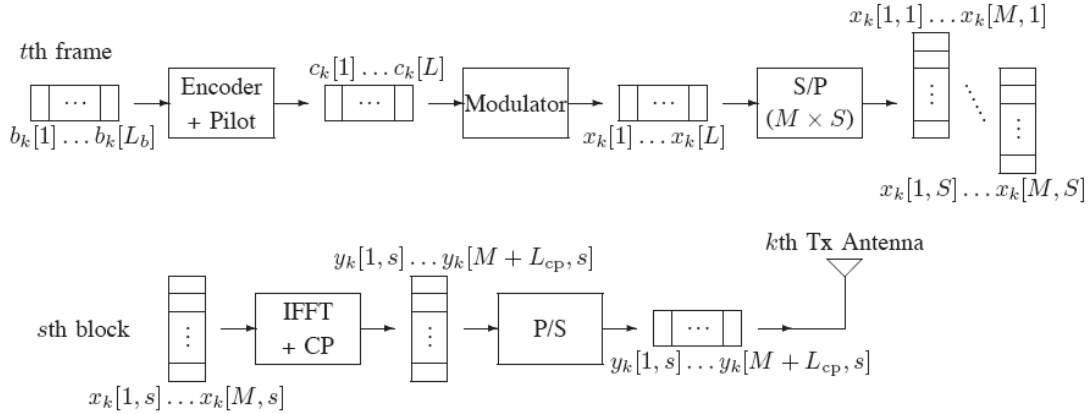 tth frame
⋯
b_k[1] … b_k[L_b]
Encoder
+ Pilot
c_k[1] … c_k[L]
⋯
Modulator
⋯
x_k[1] … x_k[L]
S/P
(M × S)
x_k[1, 1] … x_k[M, 1]
⋮
⋱
⋮
x_k[1, S] … x_k[M, S]
sth block
⋮
x_k[1, s] … x_k[M, s]
IFFT
+ CP
y_k[1, s] … y_k[M + L_cp, s]
⋮
P/S
⋯
y_k[1, s] … y_k[M + L_cp, s]
kth Tx Antenna